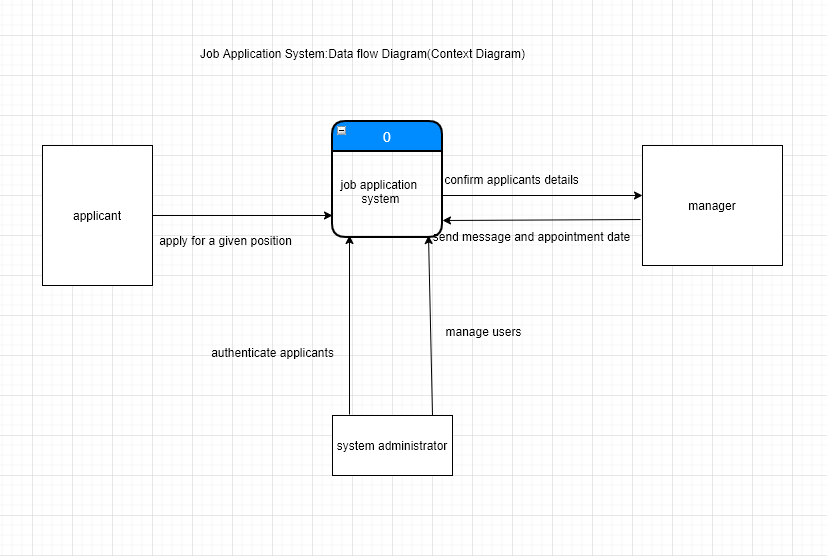 Job Application System:Data flow Diagram(Context Diagram)
0
job application
system
confirm applicants details
applicant
manager
apply for a given position
send message and appointment date
manage users
authenticate applicants
system administrator